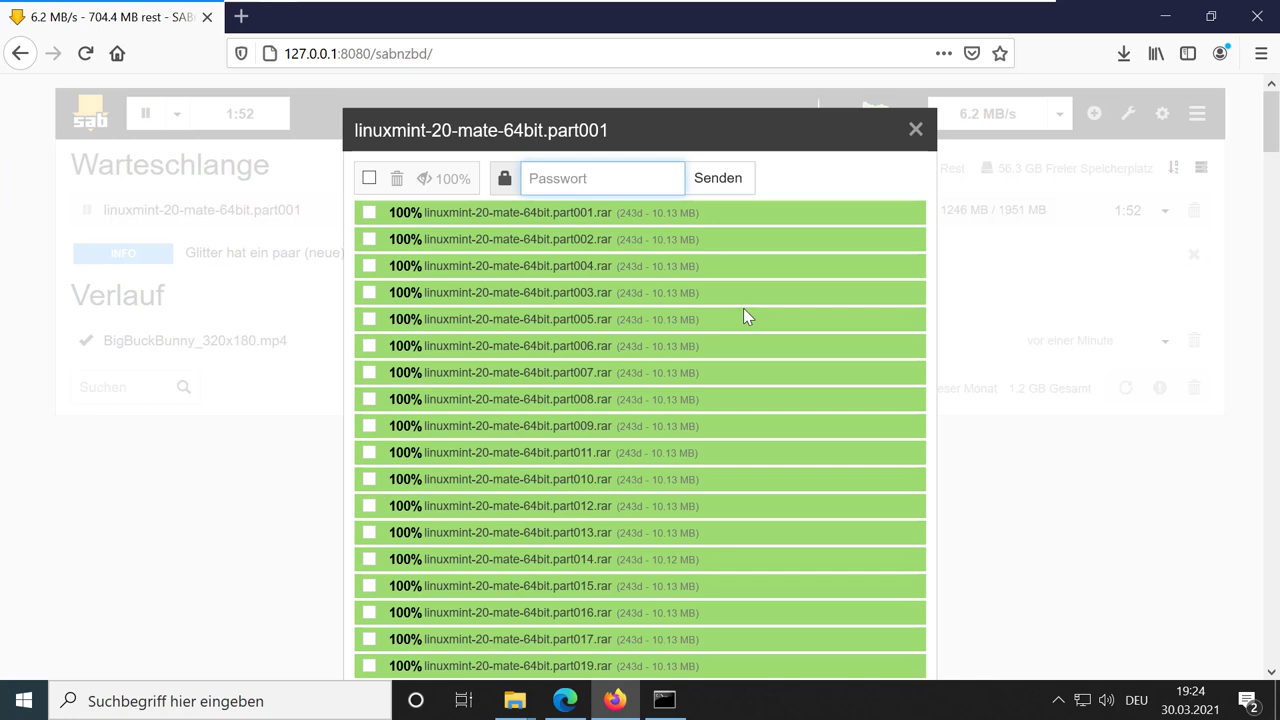 6.2 MB/s - 704.4 MB rest - SAB
127.0.0.1:8080/sabnzbd/
sab
1:52
6.2 MB/s
linuxmint-20-mate-64bit.part001
Warteschlange
Rest
56.3 GB Freier Speicherplatz
100%
Passwort
Senden
linuxmint-20-mate-64bit.part001
1246 MB / 1951 MB
1:52
INFO
Glitter hat ein paar (neue)
Verlauf
BigBuckBunny_320x180.mp4
vor einer Minute
Suchen
eser Monat
1.2 GB Gesamt
100% linuxmint-20-mate-64bit.part001.rar (243d - 10.13 MB)
100% linuxmint-20-mate-64bit.part002.rar (243d - 10.13 MB)
100% linuxmint-20-mate-64bit.part004.rar (243d - 10.13 MB)
100% linuxmint-20-mate-64bit.part003.rar (243d - 10.13 MB)
100% linuxmint-20-mate-64bit.part005.rar (243d - 10.13 MB)
100% linuxmint-20-mate-64bit.part006.rar (243d - 10.13 MB)
100% linuxmint-20-mate-64bit.part007.rar (243d - 10.13 MB)
100% linuxmint-20-mate-64bit.part008.rar (243d - 10.13 MB)
100% linuxmint-20-mate-64bit.part009.rar (243d - 10.13 MB)
100% linuxmint-20-mate-64bit.part011.rar (243d - 10.13 MB)
100% linuxmint-20-mate-64bit.part010.rar (243d - 10.13 MB)
100% linuxmint-20-mate-64bit.part012.rar (243d - 10.13 MB)
100% linuxmint-20-mate-64bit.part013.rar (243d - 10.13 MB)
100% linuxmint-20-mate-64bit.part014.rar (243d - 10.12 MB)
100% linuxmint-20-mate-64bit.part015.rar (243d - 10.13 MB)
100% linuxmint-20-mate-64bit.part016.rar (243d - 10.13 MB)
100% linuxmint-20-mate-64bit.part017.rar (243d - 10.13 MB)
100% linuxmint-20-mate-64bit.part019.rar (243d - 10.13 MB)
Suchbegriff hier eingeben
DEU
19:24
30.03.2021
2